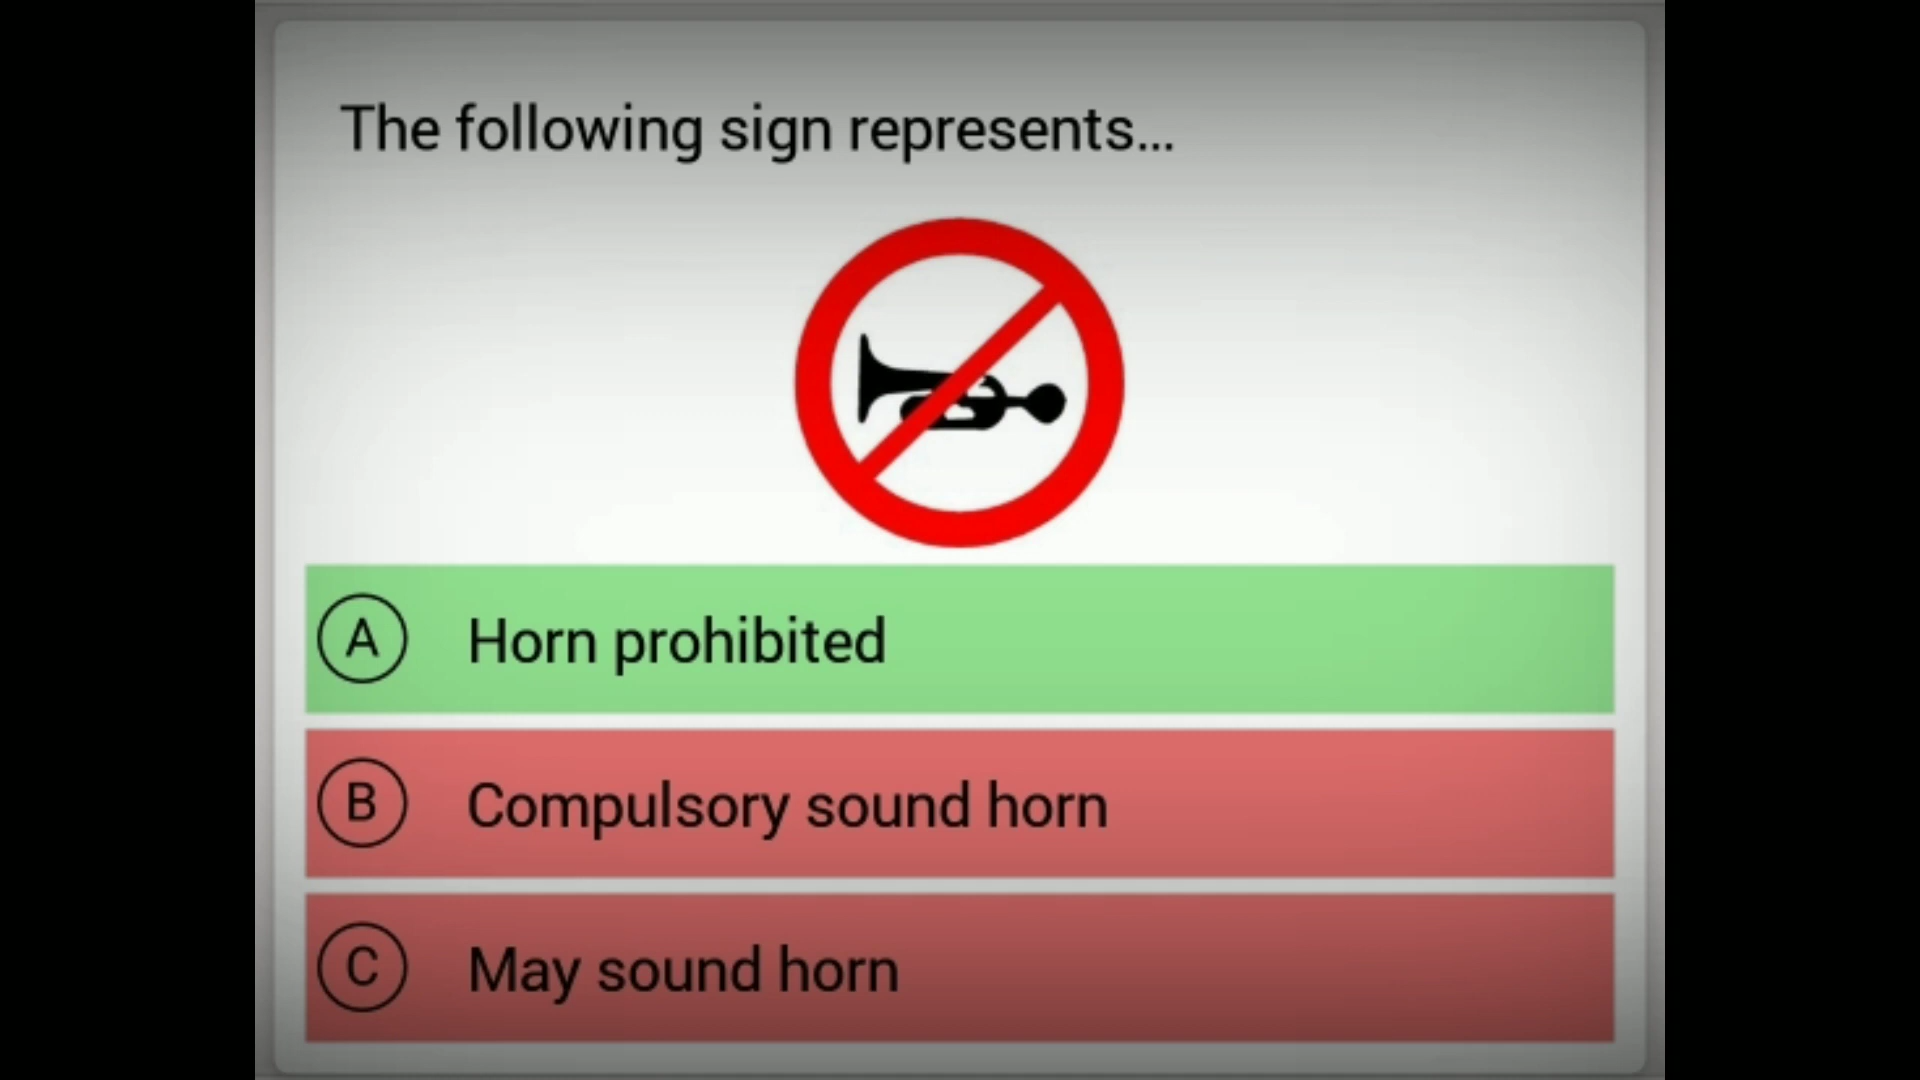 The following sign represents...
A Horn prohibited
B Compulsory sound horn
C May sound horn